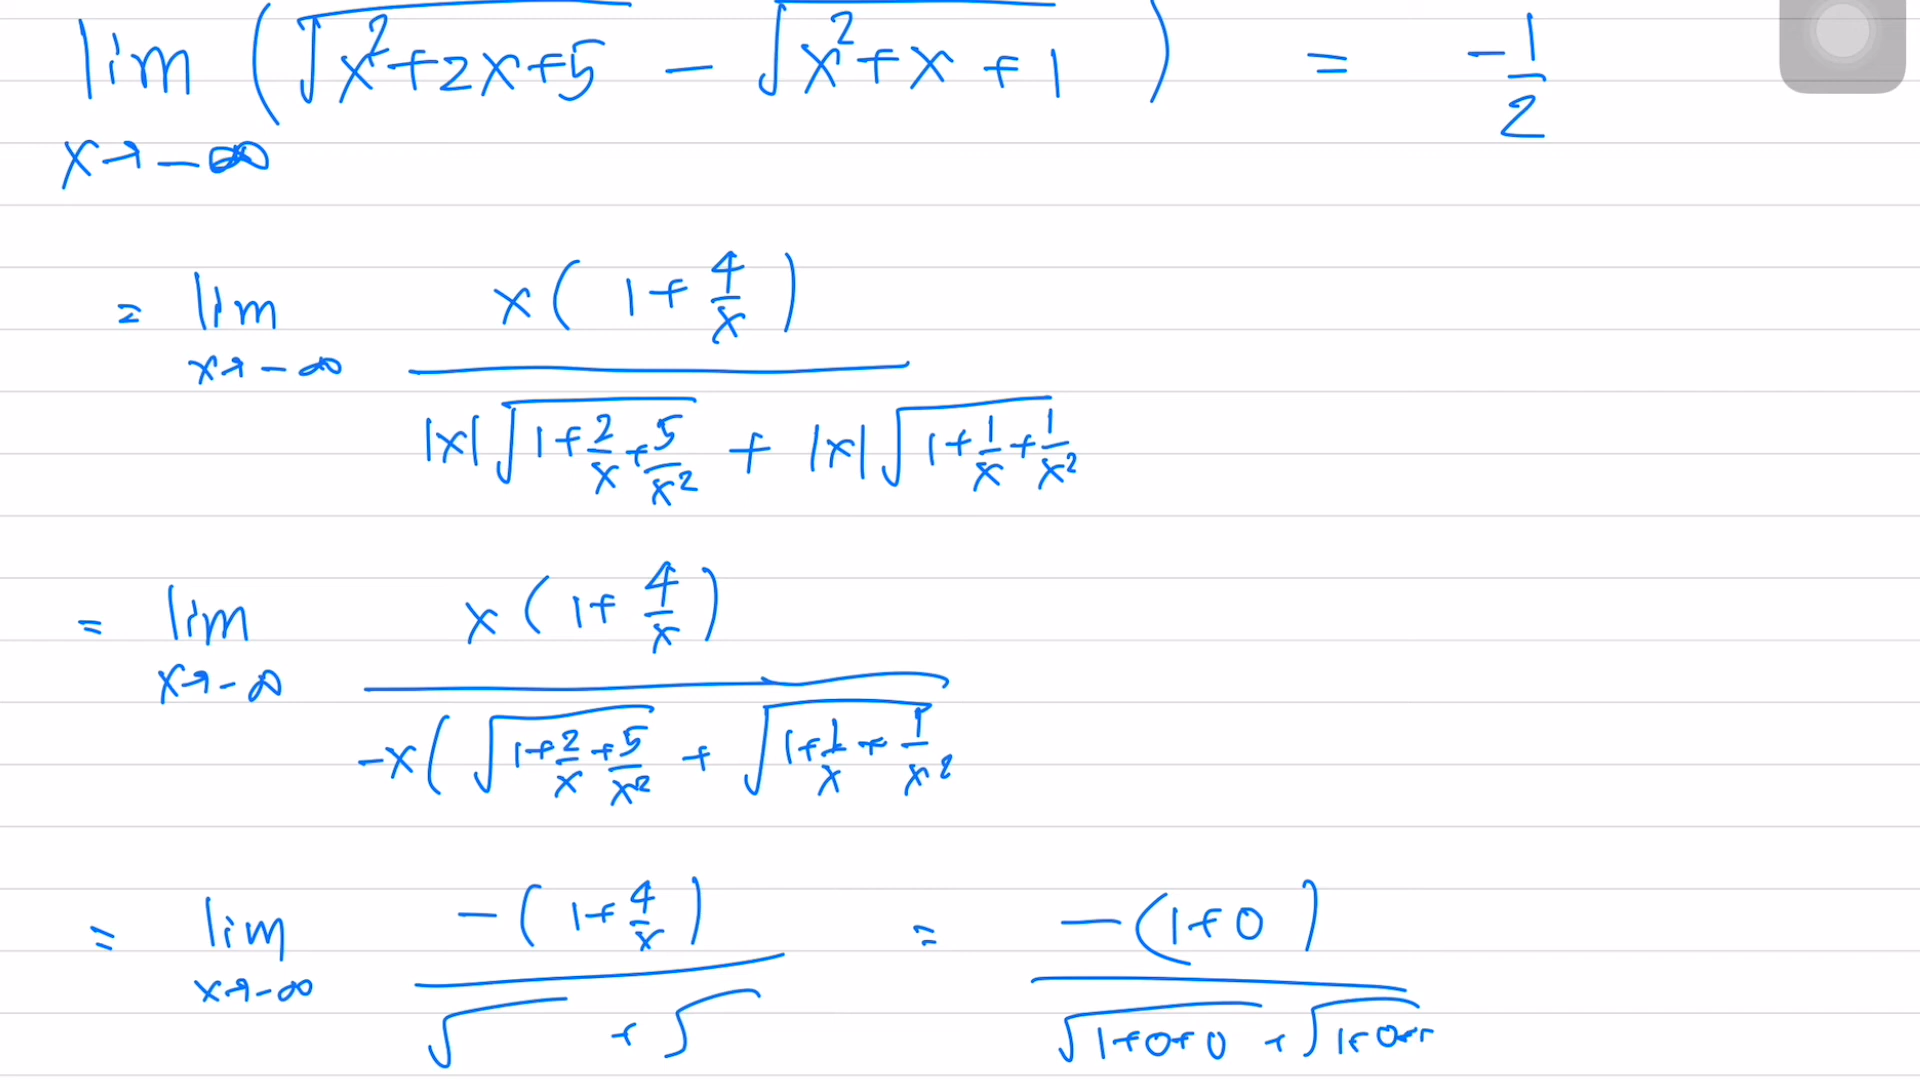 lim (√(x²+2x+5) − √(x²+x+1)) = −1/2
x→−∞
= lim x(1+4/x)
x→−∞
|x|√(1+2/x+5/x²) + |x|√(1+1/x+1/x²)
= lim x(1+4/x)
x→−∞
−x(√(1+2/x+5/x²) + √(1+1/x+1/x²)
= lim −(1+4/x) = −(1+0)
x→−∞
√ + √ √(1+0+0) + √(1+0+